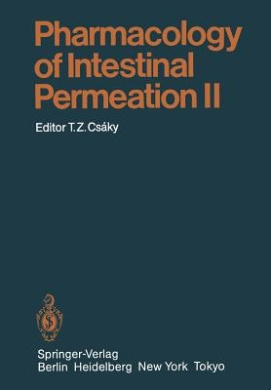 Pharmacology
of Intestinal
Permeation II
Editor T.Z. Csáky
Springer-Verlag
Berlin Heidelberg New York Tokyo